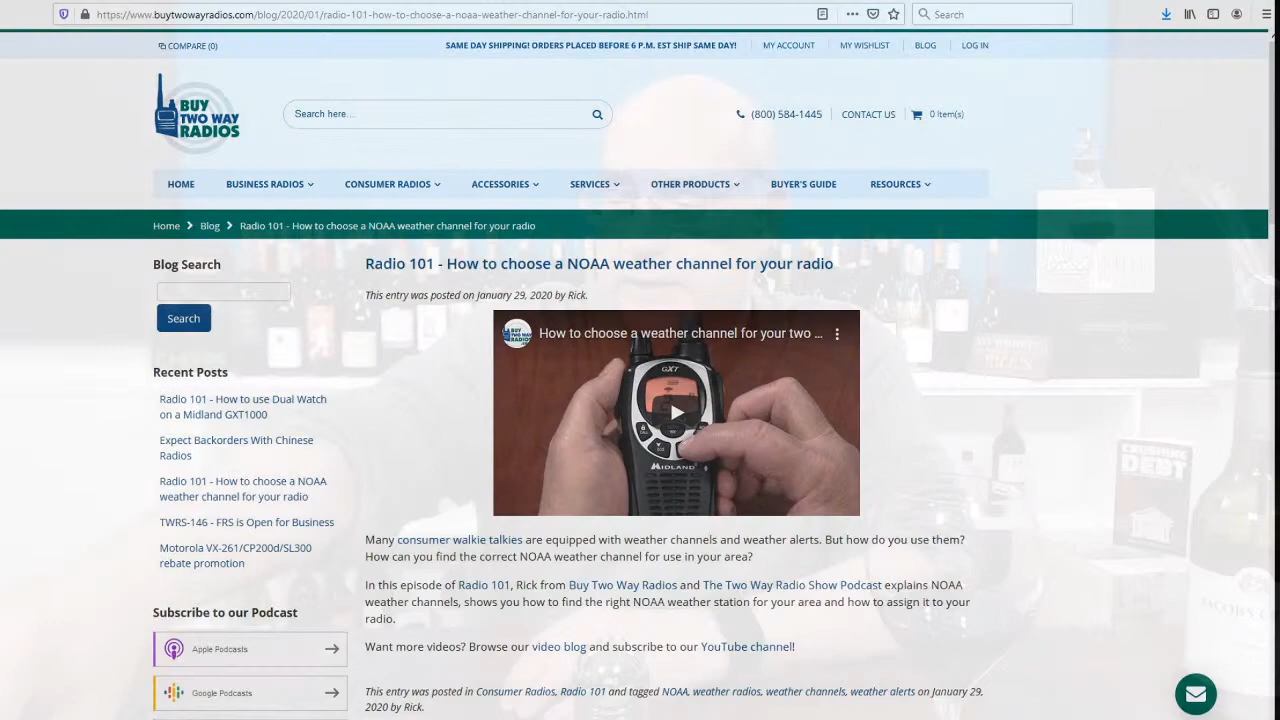 https://www.buytwowayradios.com/blog/2020/01/radio-101-how-to-choose-a-noaa-weather-channel-for-your-radio.html
Search
COMPARE (0)
SAME DAY SHIPPING! ORDERS PLACED BEFORE 6 P.M. EST SHIP SAME DAY!
MY ACCOUNT
MY WISHLIST
BLOG
LOG IN
BUY
TWO WAY
RADIOS
Search here...
(800) 584-1445
CONTACT US
0 Item(s)
HOME
BUSINESS RADIOS
CONSUMER RADIOS
ACCESSORIES
SERVICES
OTHER PRODUCTS
BUYER'S GUIDE
RESOURCES
Home
Blog
Radio 101 - How to choose a NOAA weather channel for your radio
Blog Search
Search
Recent Posts
Radio 101 - How to use Dual Watch
on a Midland GXT1000
Expect Backorders With Chinese
Radios
Radio 101 - How to choose a NOAA
weather channel for your radio
TWRS-146 - FRS is Open for Business
Motorola VX-261/CP200d/SL300
rebate promotion
Subscribe to our Podcast
Apple Podcasts
Google Podcasts
Radio 101 - How to choose a NOAA weather channel for your radio
This entry was posted on January 29, 2020 by Rick.
BUY
TWO WAY
RADIOS
How to choose a weather channel for your two ...
GXT
MIDLAND
Many consumer walkie talkies are equipped with weather channels and weather alerts. But how do you use them?
How can you find the correct NOAA weather channel for use in your area?
In this episode of Radio 101, Rick from Buy Two Way Radios and The Two Way Radio Show Podcast explains NOAA
weather channels, shows you how to find the right NOAA weather station for your area and how to assign it to your
radio.
Want more videos? Browse our video blog and subscribe to our YouTube channel!
This entry was posted in Consumer Radios, Radio 101 and tagged NOAA, weather radios, weather channels, weather alerts on January 29,
2020 by Rick.
CRUSHING
DEBT